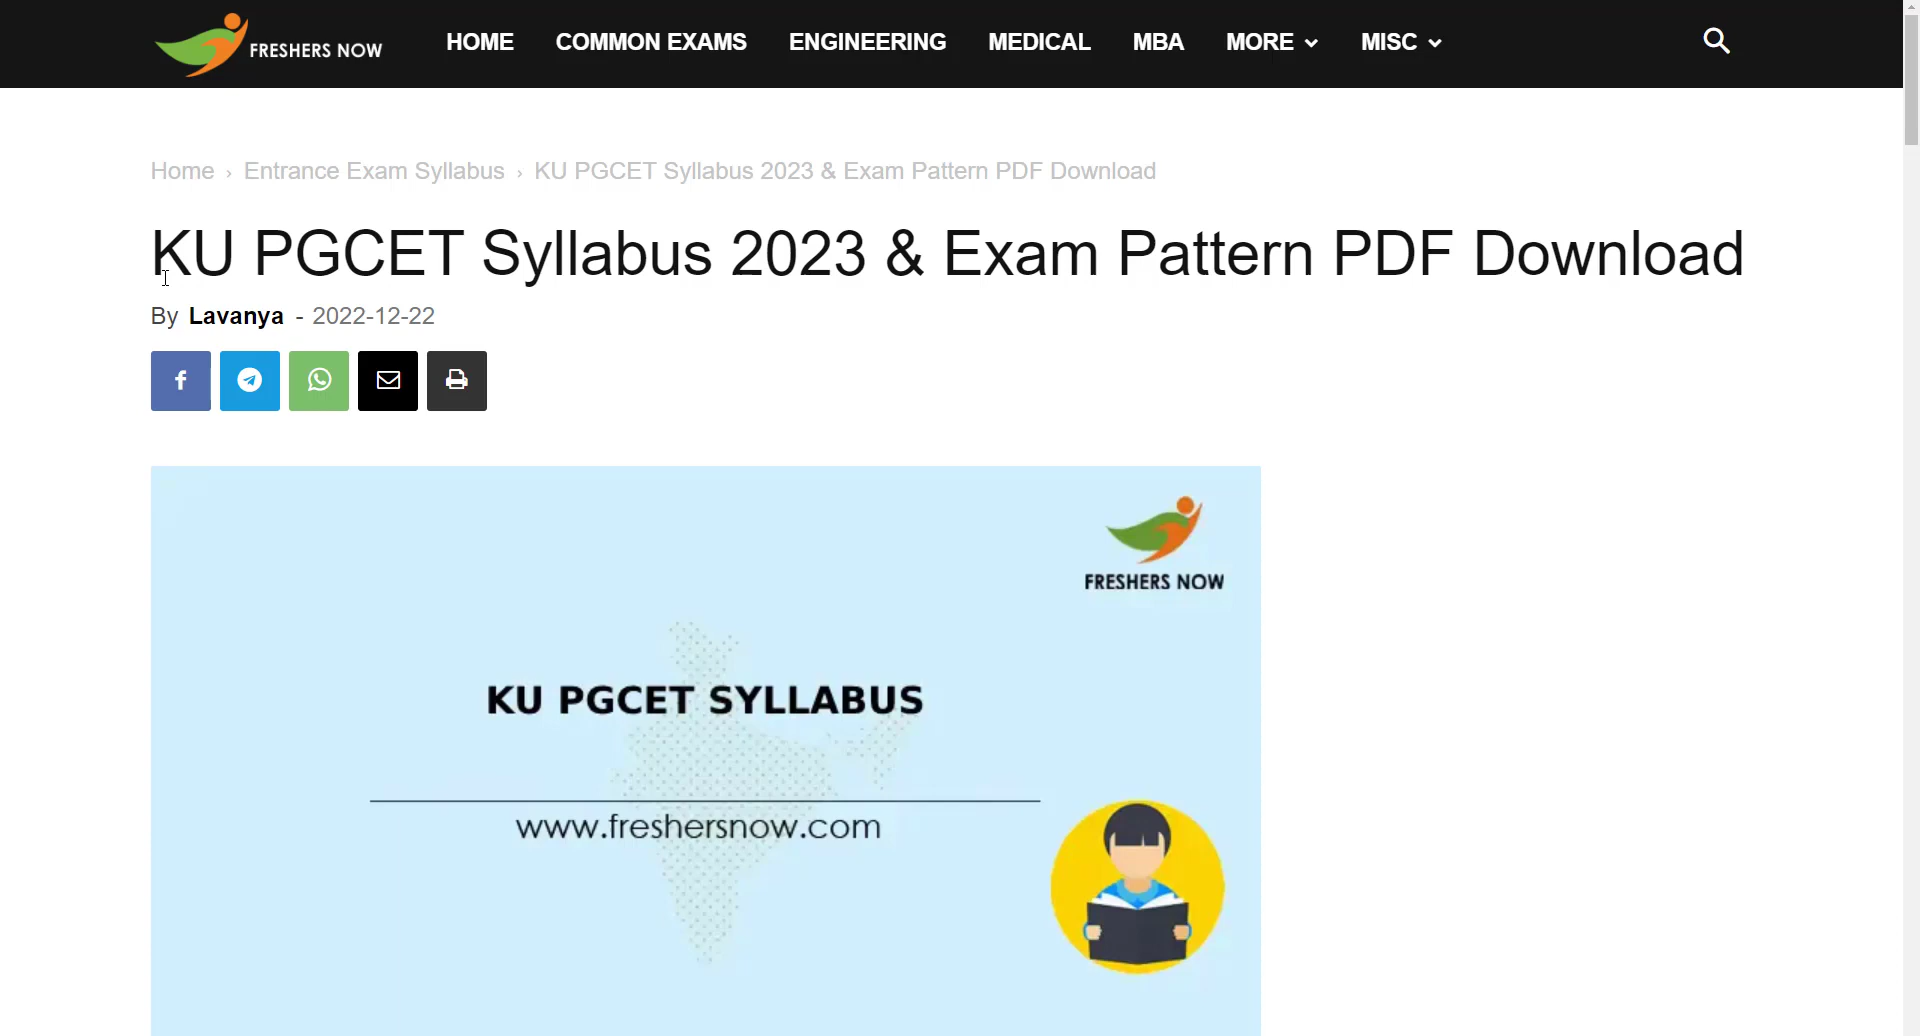 FRESHERS NOW HOME COMMON EXAMS ENGINEERING MEDICAL MBA MORE MISC
Home › Entrance Exam Syllabus › KU PGCET Syllabus 2023 & Exam Pattern PDF Download
KU PGCET Syllabus 2023 & Exam Pattern PDF Download
By Lavanya - 2022-12-22
FRESHERS NOW
KU PGCET SYLLABUS
www.freshersnow.com